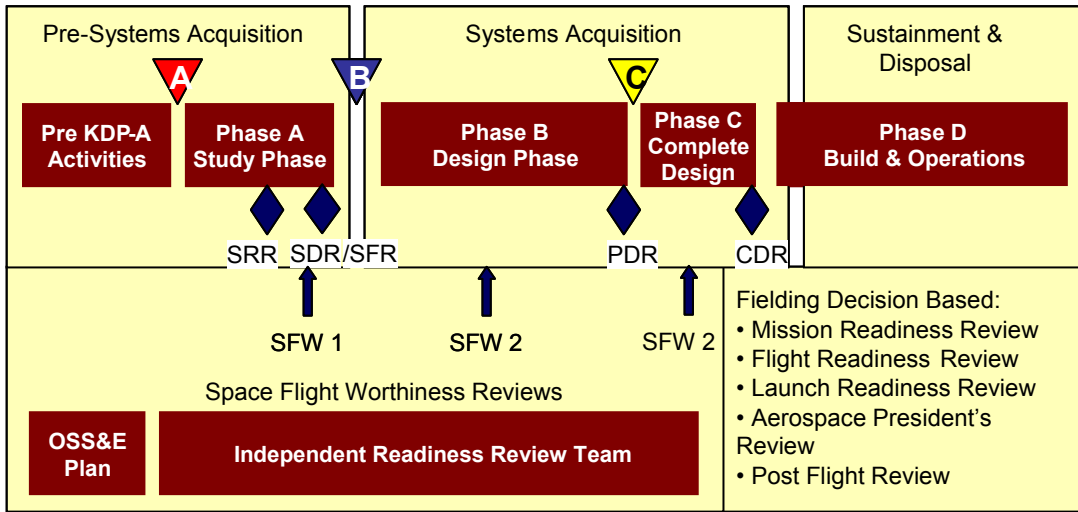 Pre-Systems Acquisition
Systems Acquisition
Sustainment &
Disposal
A
B
C
Pre KDP-A
Activities
Phase A
Study Phase
Phase B
Design Phase
Phase C
Complete
Design
Phase D
Build & Operations
SRR
SDR/SFR
PDR
CDR
SFW 1
SFW 2
SFW 2
Space Flight Worthiness Reviews
OSS&E
Plan
Independent Readiness Review Team
Fielding Decision Based:
• Mission Readiness Review
• Flight Readiness Review
• Launch Readiness Review
• Aerospace President's
Review
• Post Flight Review